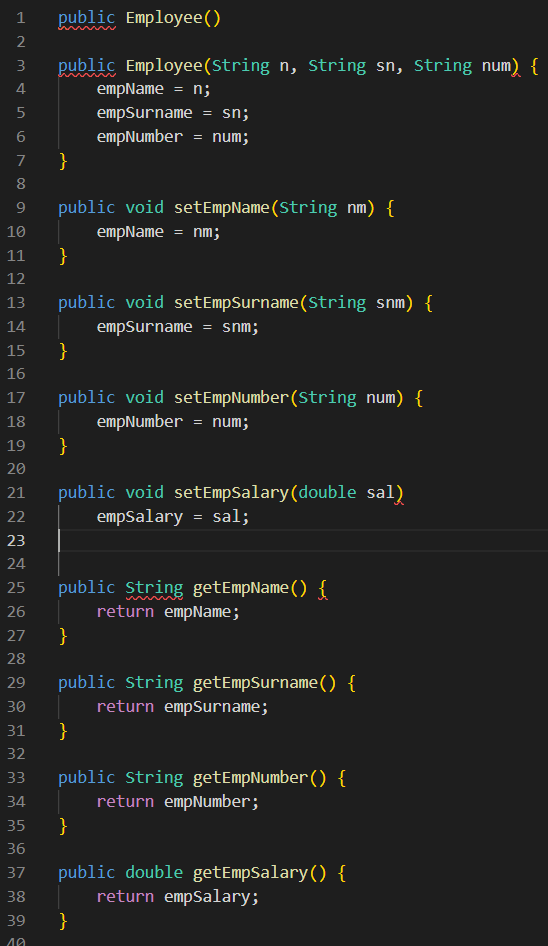 1 public Employee()
2
3 public Employee(String n, String sn, String num) {
4     empName = n;
5     empSurname = sn;
6     empNumber = num;
7 }
8
9 public void setEmpName(String nm) {
10     empName = nm;
11 }
12
13 public void setEmpSurname(String snm) {
14     empSurname = snm;
15 }
16
17 public void setEmpNumber(String num) {
18     empNumber = num;
19 }
20
21 public void setEmpSalary(double sal)
22     empSalary = sal;
23
24
25 public String getEmpName() {
26     return empName;
27 }
28
29 public String getEmpSurname() {
30     return empSurname;
31 }
32
33 public String getEmpNumber() {
34     return empNumber;
35 }
36
37 public double getEmpSalary() {
38     return empSalary;
39 }
40